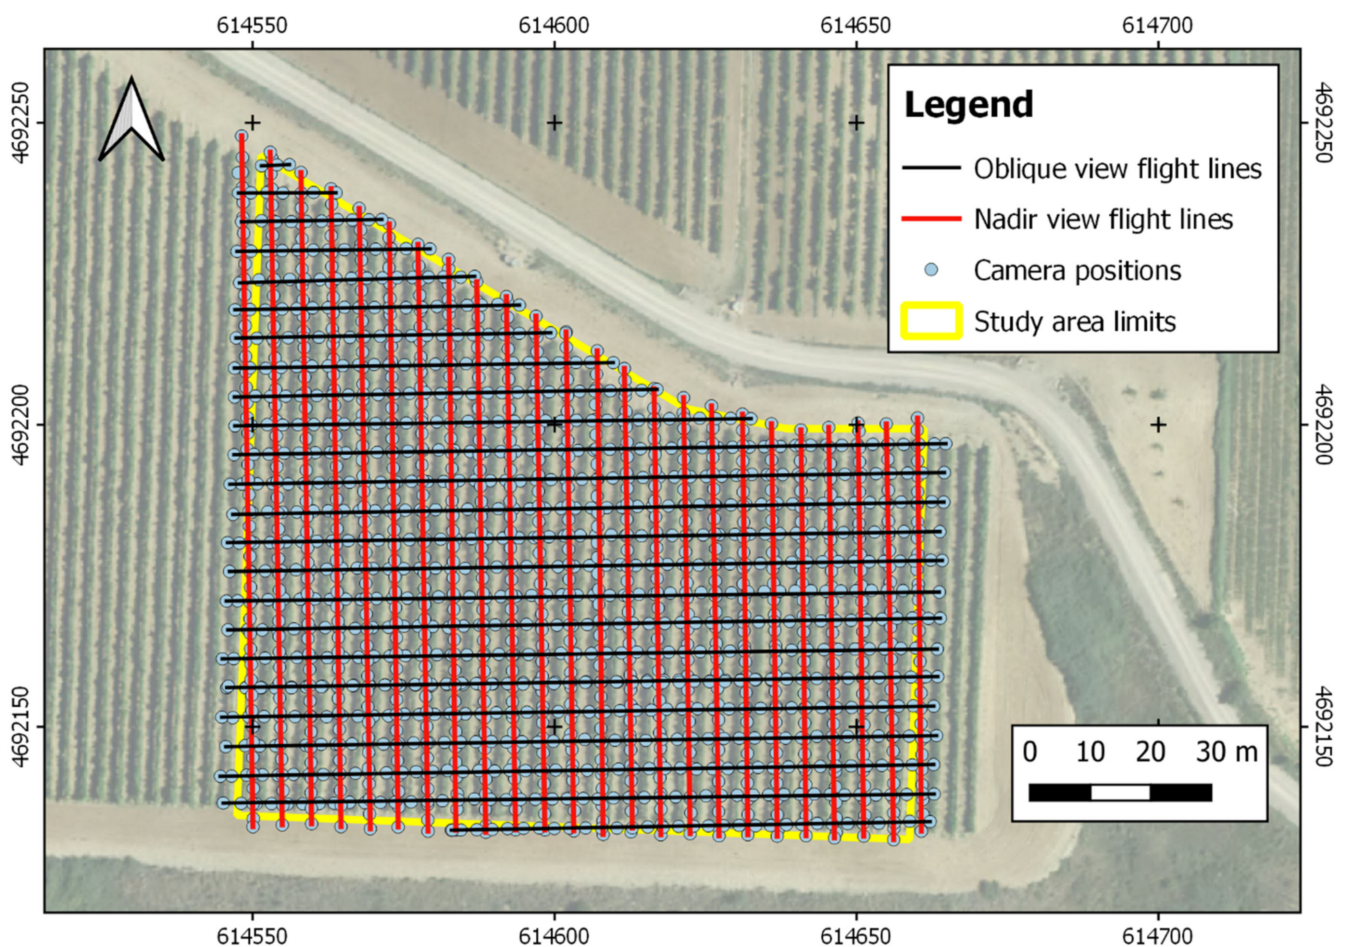 614550 614600 614650 614700
4692250 4692250
Legend
Oblique view flight lines
Nadir view flight lines
Camera positions
Study area limits
4692200 4692200
4692150 4692150
0 10 20 30 m
614550 614600 614650 614700